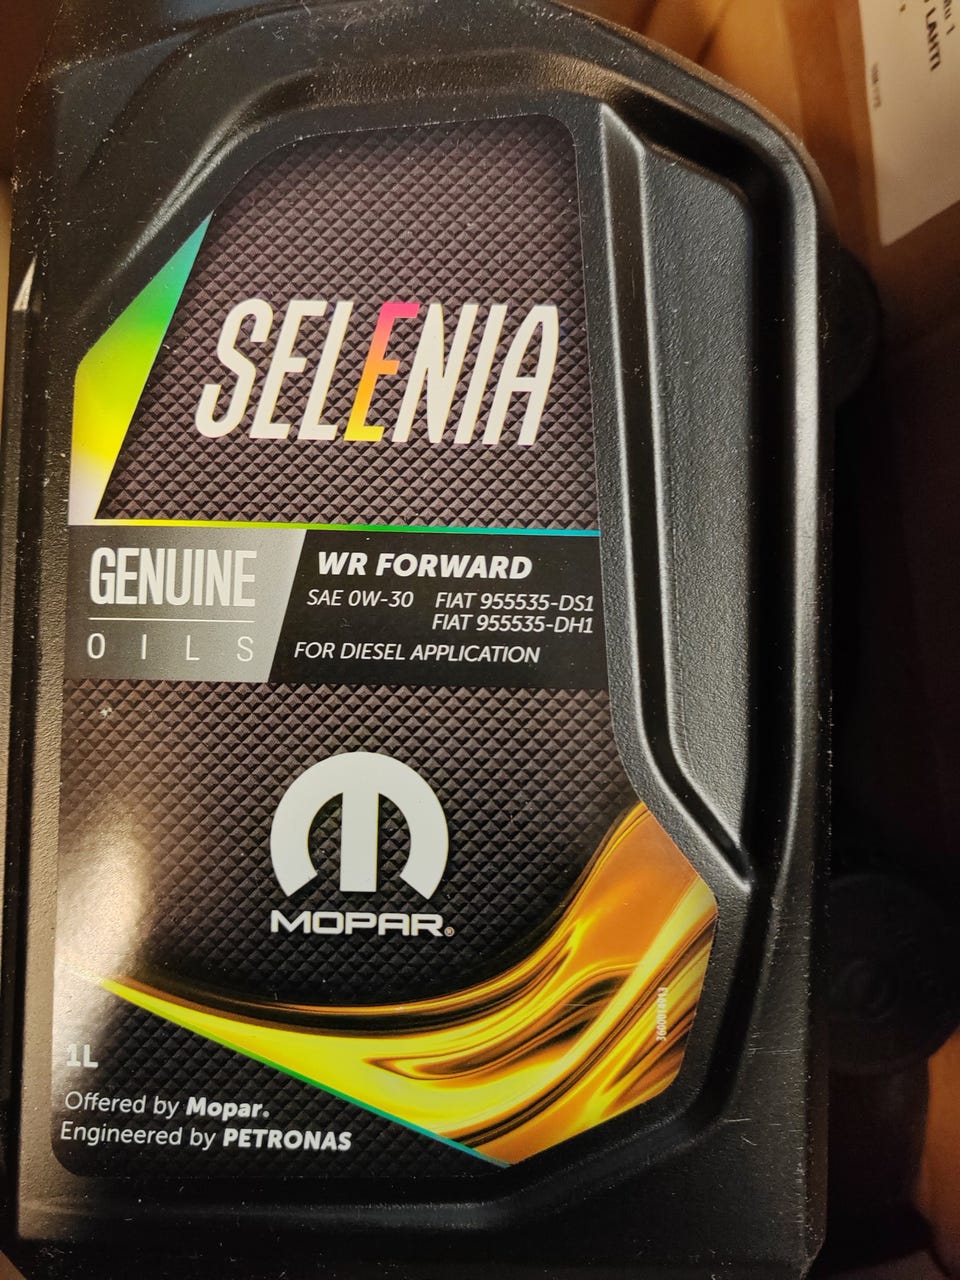 LAHTI
SELENIA
GENUINE
OILS
WR FORWARD
SAE 0W-30 FIAT 955535-DS1
FIAT 955535-DH1
FOR DIESEL APPLICATION
MOPAR®
1L
Offered by Mopar.
Engineered by PETRONAS